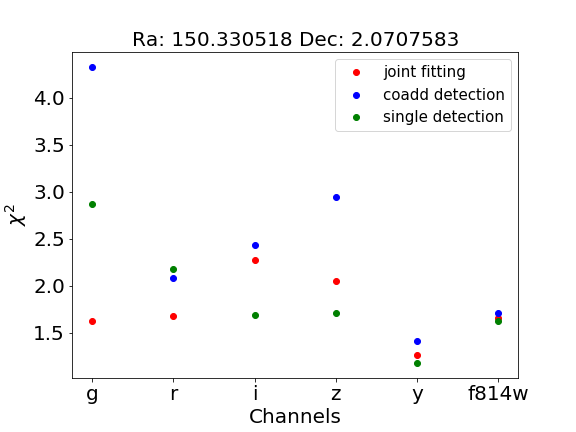 Ra: 150.330518 Dec: 2.0707583
joint fitting
coadd detection
single detection
χ²
4.0
3.5
3.0
2.5
2.0
1.5
g r i z y f814w
Channels